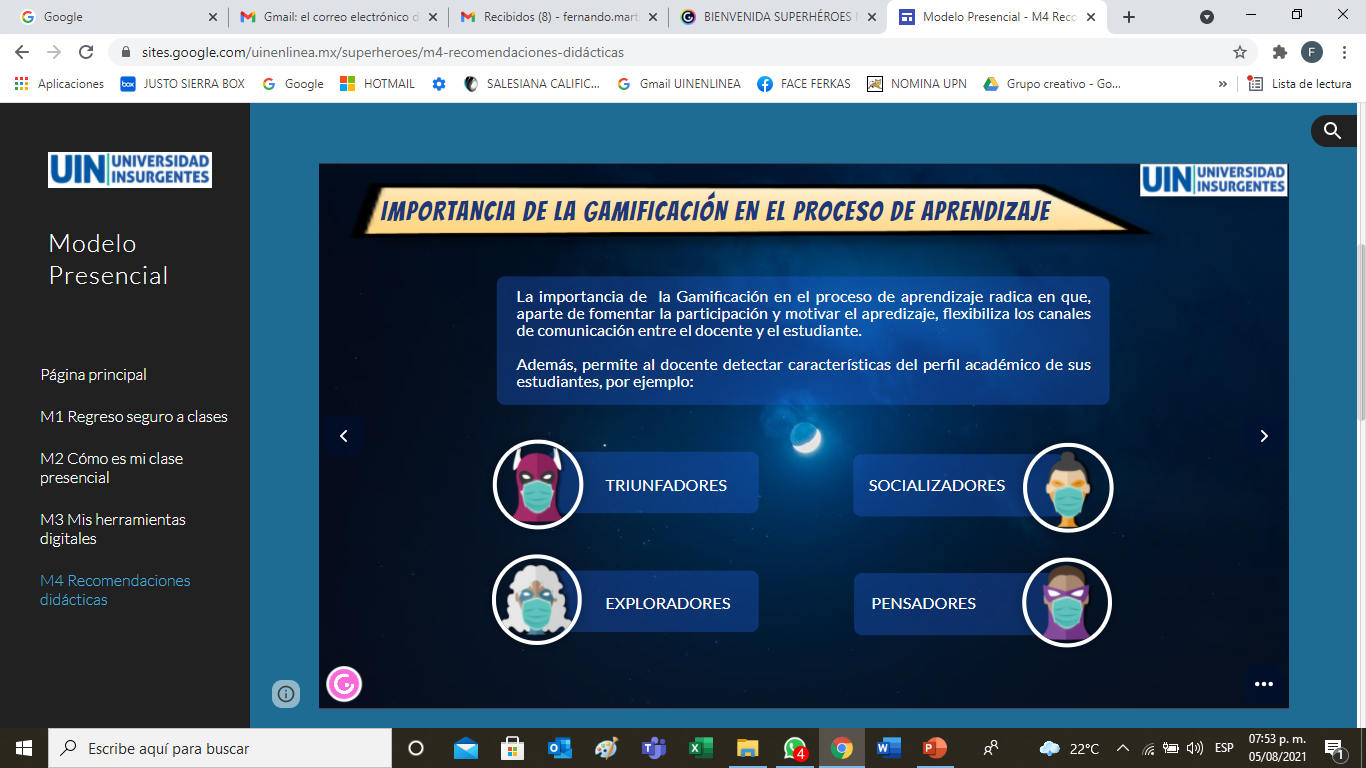 Google
Gmail: el correo electrónico d
Recibidos (8) - fernando.mart
BIENVENIDA SUPERHÉROES
Modelo Presencial - M4 Reco
sites.google.com/uinenlinea.mx/superheroes/m4-recomendaciones-didácticas
F
Aplicaciones
box
JUSTO SIERRA BOX
Google
HOTMAIL
SALESIANA CALIFIC...
Gmail UINENLINEA
FACE FERKAS
NOMINA UPN
Grupo creativo - Go...
»
Lista de lectura
UIN UNIVERSIDAD
INSURGENTES
Modelo
Presencial
Página principal
M1 Regreso seguro a clases
M2 Cómo es mi clase
presencial
M3 Mis herramientas
digitales
M4 Recomendaciones
didácticas
UIN UNIVERSIDAD
INSURGENTES
IMPORTANCIA DE LA GAMIFICACIÓN EN EL PROCESO DE APRENDIZAJE
La importancia de la Gamificación en el proceso de aprendizaje radica en que,
aparte de fomentar la participación y motivar el apredizaje, flexibiliza los canales
de comunicación entre el docente y el estudiante.
Además, permite al docente detectar características del perfil académico de sus
estudiantes, por ejemplo:
TRIUNFADORES
SOCIALIZADORES
EXPLORADORES
PENSADORES
Escribe aquí para buscar
4
22°C
ESP
07:53 p. m.
05/08/2021
1